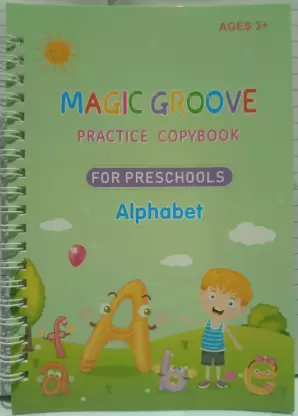 AGES 3+
MAGIC GROOVE
PRACTICE COPYBOOK
FOR PRESCHOOLS
Alphabet
f A
a b e